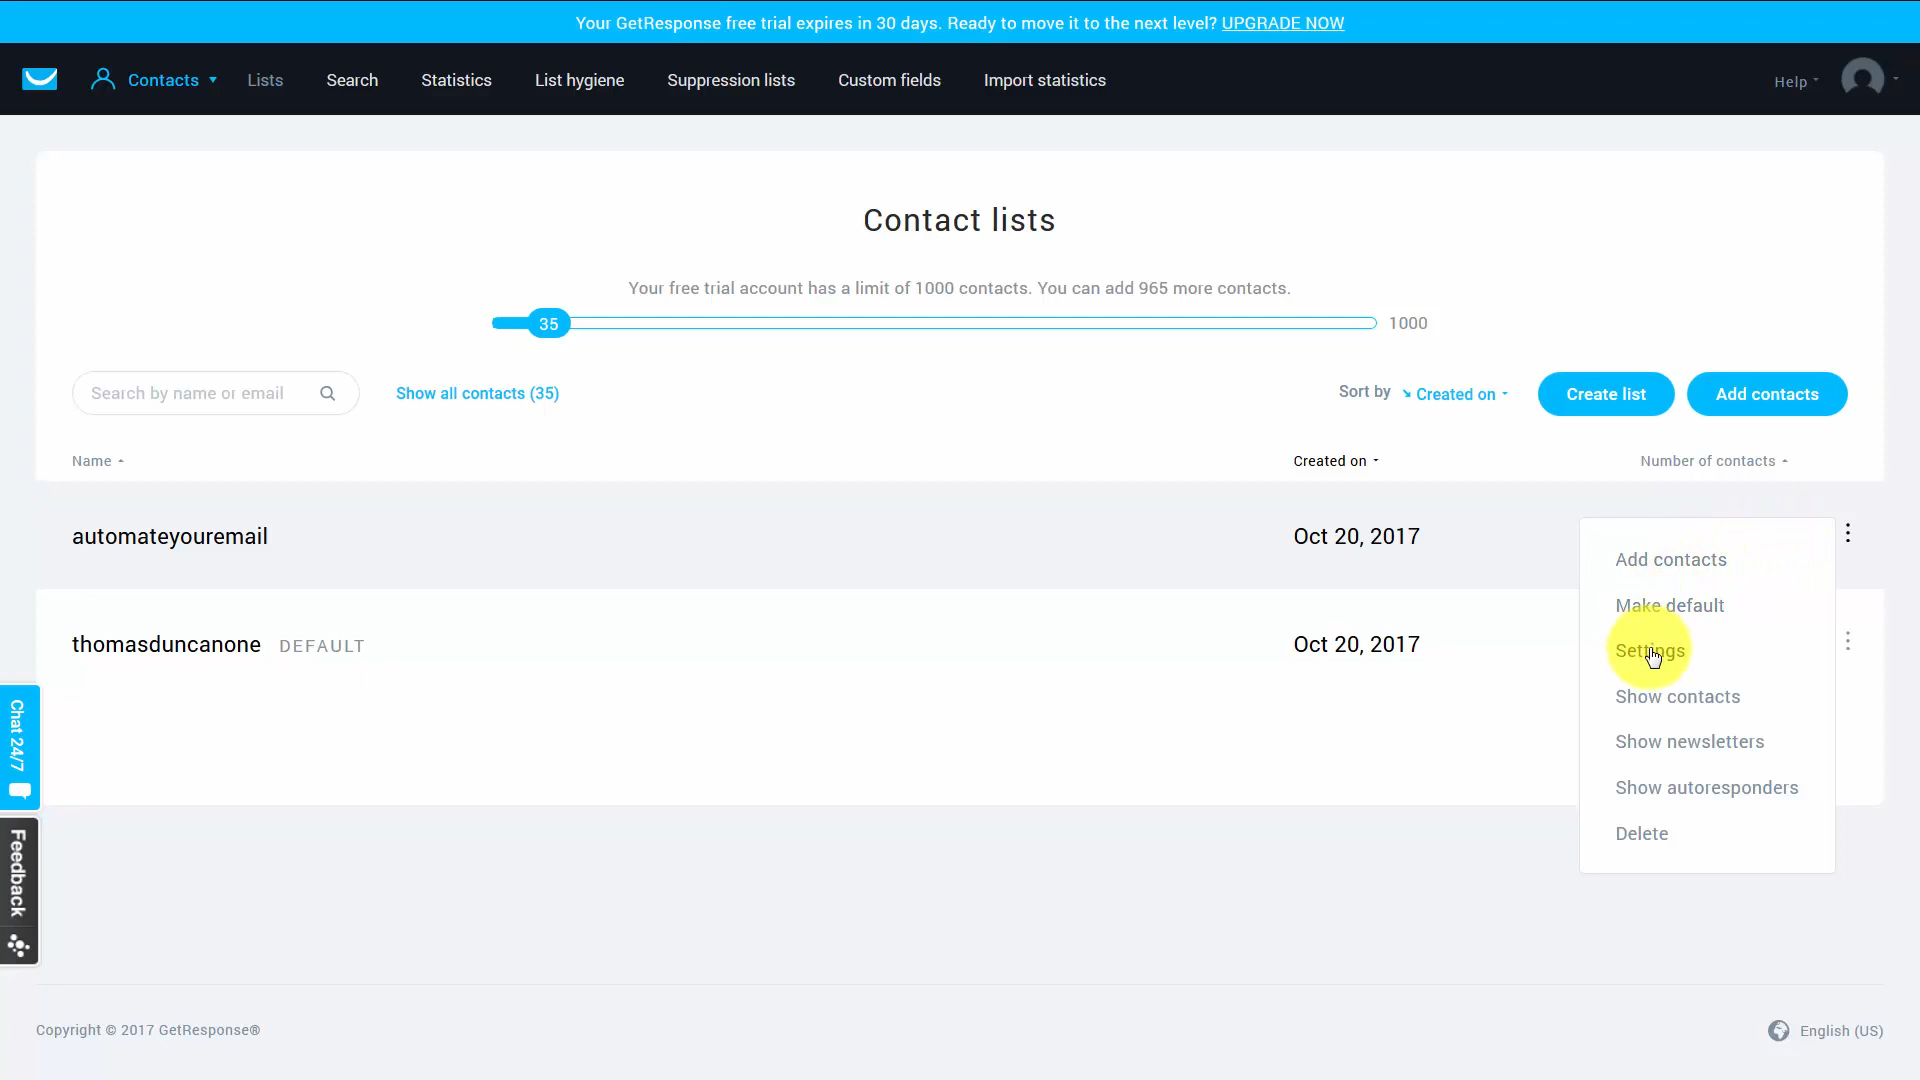 Your GetResponse free trial expires in 30 days. Ready to move it to the next level? UPGRADE NOW
Contacts Lists Search Statistics List hygiene Suppression lists Custom fields Import statistics Help
Contact lists
Your free trial account has a limit of 1000 contacts. You can add 965 more contacts.
35 1000
Search by name or email Show all contacts (35) Sort by Created on Create list Add contacts
Name Created on Number of contacts
automateyouremail Oct 20, 2017
Add contacts
Make default
thomasduncanone DEFAULT Oct 20, 2017
Settings
Show contacts
Show newsletters
Show autoresponders
Delete
Chat 24/7
Feedback
Copyright © 2017 GetResponse® English (US)